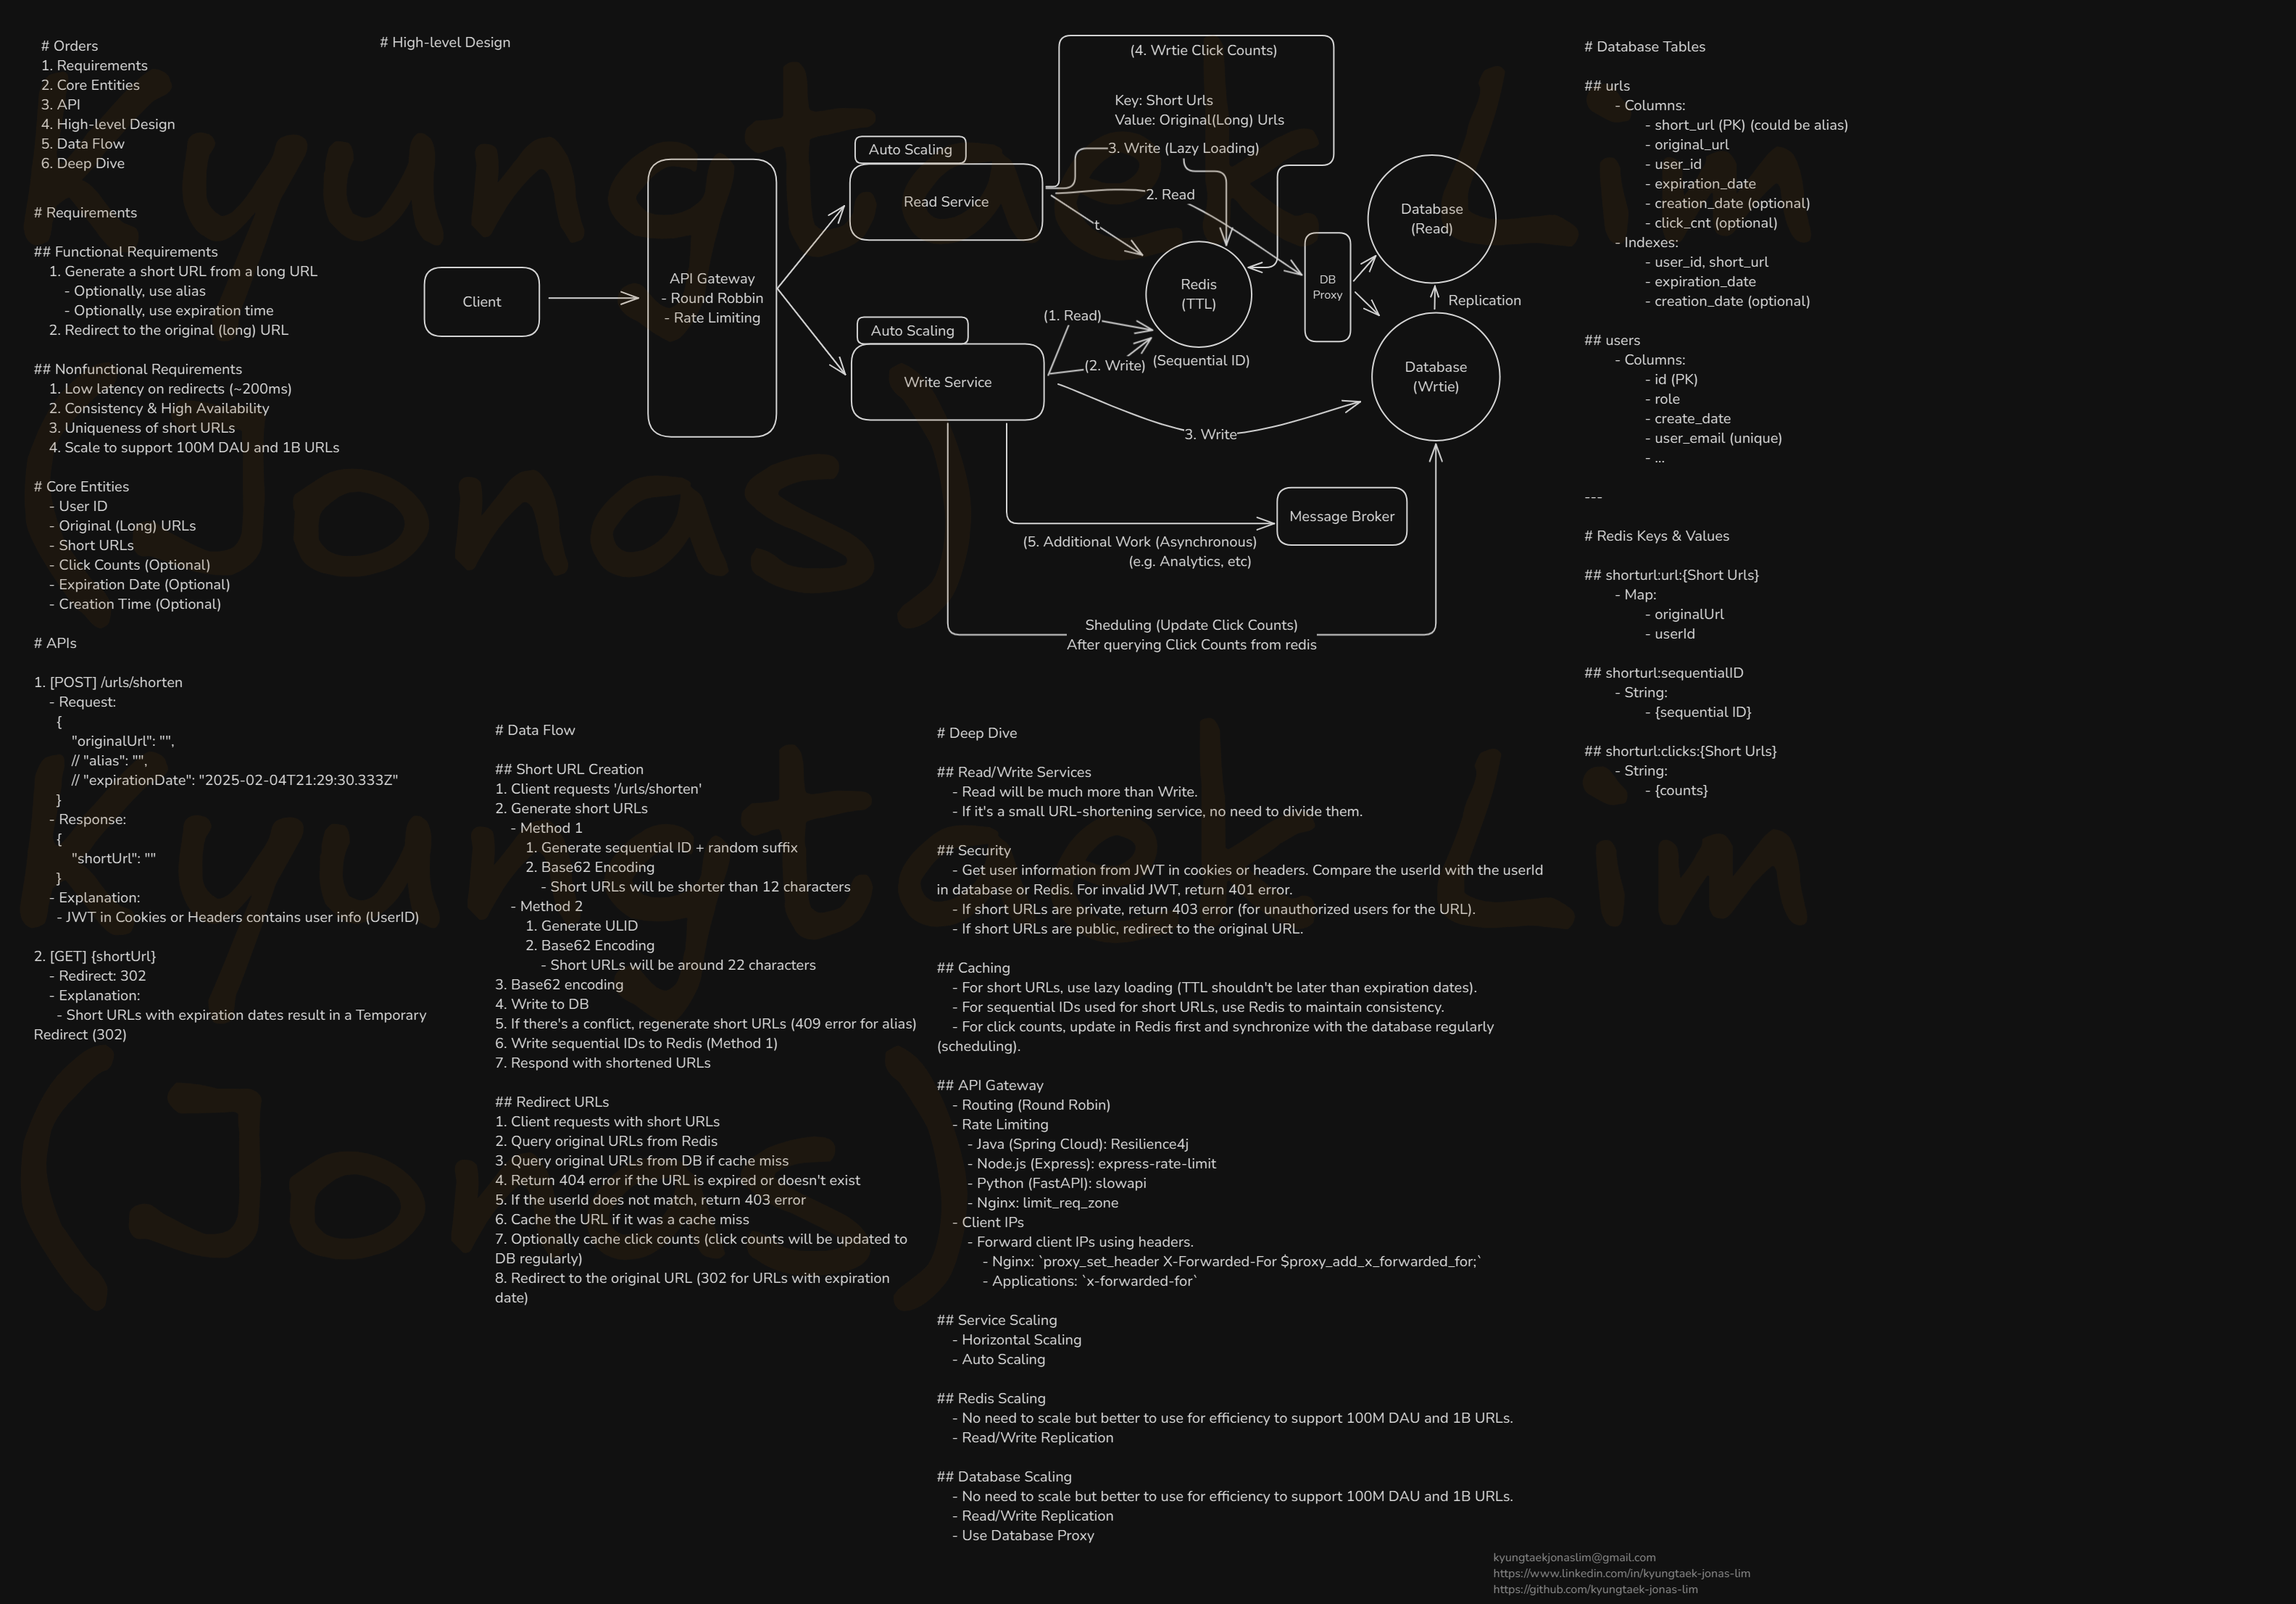 # Orders
1. Requirements
2. Core Entities
3. API
4. High-level Design
5. Data Flow
6. Deep Dive
# Requirements
## Functional Requirements
1. Generate a short URL from a long URL
- Optionally, use alias
- Optionally, use expiration time
2. Redirect to the original (long) URL
## Nonfunctional Requirements
1. Low latency on redirects (~200ms)
2. Consistency & High Availability
3. Uniqueness of short URLs
4. Scale to support 100M DAU and 1B URLs
# Core Entities
- User ID
- Original (Long) URLs
- Short URLs
- Click Counts (Optional)
- Expiration Date (Optional)
- Creation Time (Optional)
# APIs
1. [POST] /urls/shorten
- Request:
{
"originalUrl": "",
// "alias": "",
// "expirationDate": "2025-02-04T21:29:30.333Z"
}
- Response:
{
"shortUrl": ""
}
- Explanation:
- JWT in Cookies or Headers contains user info (UserID)
2. [GET] {shortUrl}
- Redirect: 302
- Explanation:
- Short URLs with expiration dates result in a Temporary
Redirect (302)
# High-level Design
Client
API Gateway
- Round Robbin
- Rate Limiting
Auto Scaling
Read Service
Auto Scaling
Write Service
(4. Wrtie Click Counts)
Key: Short Urls
Value: Original(Long) Urls
3. Write (Lazy Loading)
2. Read
t
Redis
(TTL)
(1. Read)
(2. Write)
(Sequential ID)
DB
Proxy
Database
(Read)
Replication
Database
(Wrtie)
3. Write
Message Broker
(5. Additional Work (Asynchronous)
(e.g. Analytics, etc)
Sheduling (Update Click Counts)
After querying Click Counts from redis
# Data Flow
## Short URL Creation
1. Client requests '/urls/shorten'
2. Generate short URLs
- Method 1
1. Generate sequential ID + random suffix
2. Base62 Encoding
- Short URLs will be shorter than 12 characters
- Method 2
1. Generate ULID
2. Base62 Encoding
- Short URLs will be around 22 characters
3. Base62 encoding
4. Write to DB
5. If there's a conflict, regenerate short URLs (409 error for alias)
6. Write sequential IDs to Redis (Method 1)
7. Respond with shortened URLs
## Redirect URLs
1. Client requests with short URLs
2. Query original URLs from Redis
3. Query original URLs from DB if cache miss
4. Return 404 error if the URL is expired or doesn't exist
5. If the userId does not match, return 403 error
6. Cache the URL if it was a cache miss
7. Optionally cache click counts (click counts will be updated to
DB regularly)
8. Redirect to the original URL (302 for URLs with expiration
date)
# Deep Dive
## Read/Write Services
- Read will be much more than Write.
- If it's a small URL-shortening service, no need to divide them.
## Security
- Get user information from JWT in cookies or headers. Compare the userId with the userId
in database or Redis. For invalid JWT, return 401 error.
- If short URLs are private, return 403 error (for unauthorized users for the URL).
- If short URLs are public, redirect to the original URL.
## Caching
- For short URLs, use lazy loading (TTL shouldn't be later than expiration dates).
- For sequential IDs used for short URLs, use Redis to maintain consistency.
- For click counts, update in Redis first and synchronize with the database regularly
(scheduling).
## API Gateway
- Routing (Round Robin)
- Rate Limiting
- Java (Spring Cloud): Resilience4j
- Node.js (Express): express-rate-limit
- Python (FastAPI): slowapi
- Nginx: limit_req_zone
- Client IPs
- Forward client IPs using headers.
- Nginx: `proxy_set_header X-Forwarded-For $proxy_add_x_forwarded_for;`
- Applications: `x-forwarded-for`
## Service Scaling
- Horizontal Scaling
- Auto Scaling
## Redis Scaling
- No need to scale but better to use for efficiency to support 100M DAU and 1B URLs.
- Read/Write Replication
## Database Scaling
- No need to scale but better to use for efficiency to support 100M DAU and 1B URLs.
- Read/Write Replication
- Use Database Proxy
# Database Tables
## urls
- Columns:
- short_url (PK) (could be alias)
- original_url
- user_id
- expiration_date
- creation_date (optional)
- click_cnt (optional)
- Indexes:
- user_id, short_url
- expiration_date
- creation_date (optional)
## users
- Columns:
- id (PK)
- role
- create_date
- user_email (unique)
- ...
---
# Redis Keys & Values
## shorturl:url:{Short Urls}
- Map:
- originalUrl
- userId
## shorturl:sequentialID
- String:
- {sequential ID}
## shorturl:clicks:{Short Urls}
- String:
- {counts}
kyungtaekjonaslim@gmail.com
https://www.linkedin.com/in/kyungtaek-jonas-lim
https://github.com/kyungtaek-jonas-lim
Kyungtaek Lim
(Jonas)
Kyungtaek Lim
(Jonas)